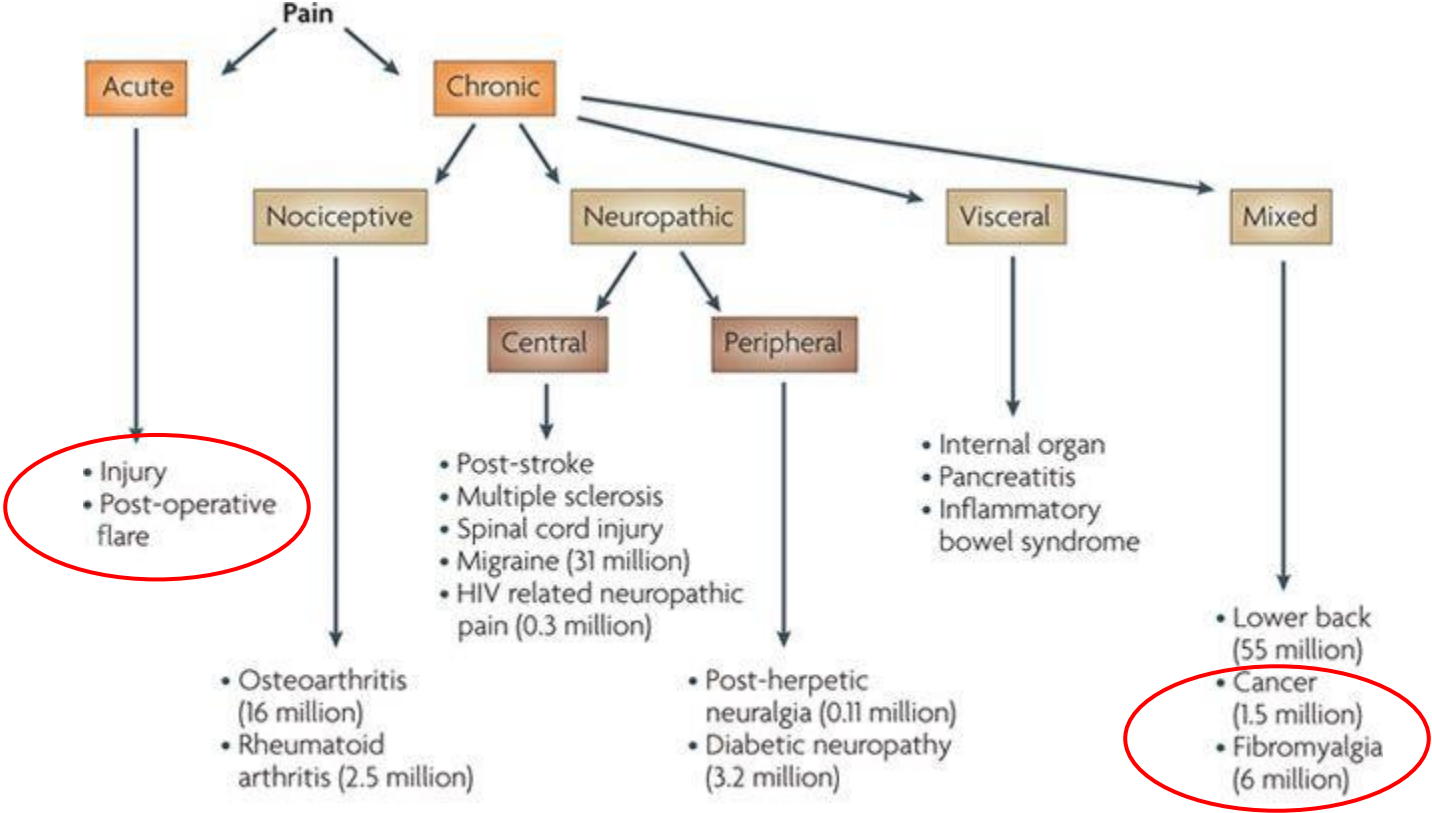 Pain
Acute
Chronic
Nociceptive
Neuropathic
Visceral
Mixed
Central
Peripheral
• Injury
• Post-operative
flare
• Post-stroke
• Multiple sclerosis
• Spinal cord injury
• Migraine (31 million)
• HIV related neuropathic
pain (0.3 million)
• Internal organ
• Pancreatitis
• Inflammatory
bowel syndrome
• Osteoarthritis
(16 million)
• Rheumatoid
arthritis (2.5 million)
• Post-herpetic
neuralgia (0.11 million)
• Diabetic neuropathy
(3.2 million)
• Lower back
(55 million)
• Cancer
(1.5 million)
• Fibromyalgia
(6 million)